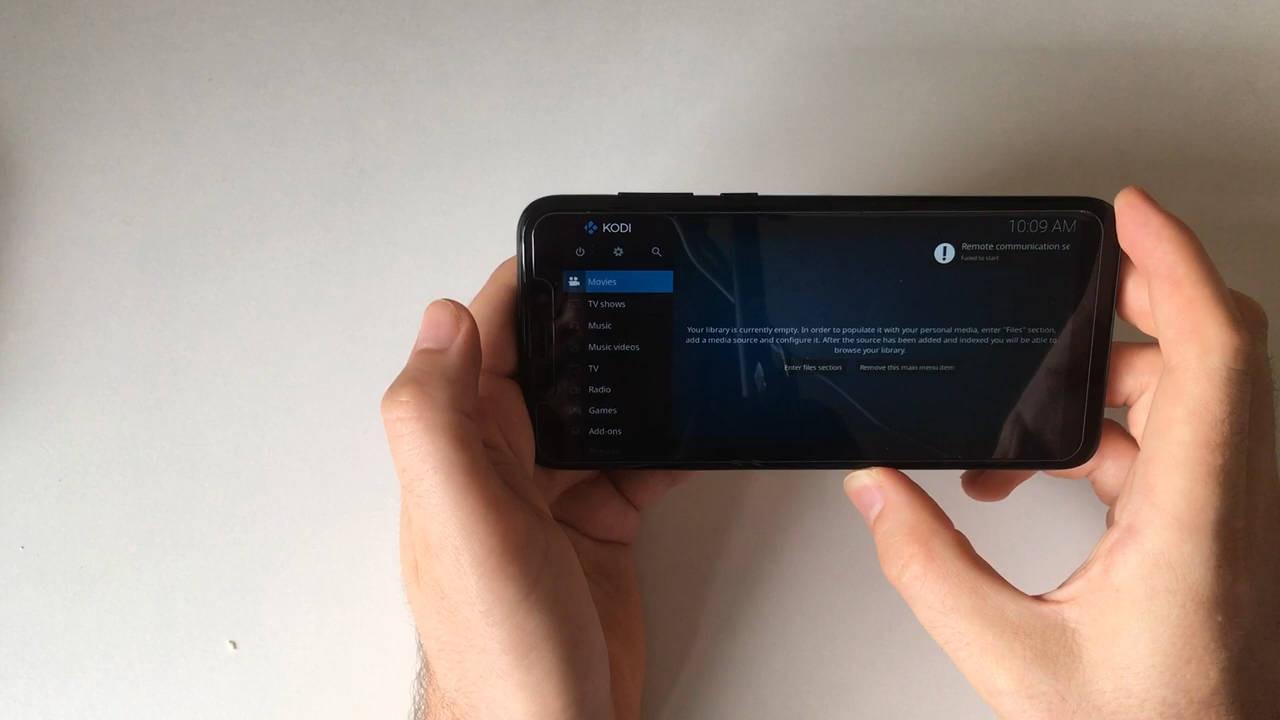 KODI
10:09 AM
Remote communication se
Failed to start
Movies
TV shows
Music
Music videos
TV
Radio
Games
Add-ons
Your library is currently empty. In order to populate it with your personal media, enter "Files" section,
add a media source and configure it. After the source has been added and indexed you will be able to
browse your library.
Enter files section
Remove this main menu item